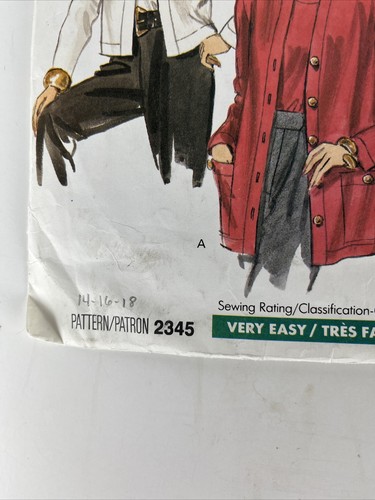 A
14-16-18
Sewing Rating/Classification-
PATTERN/PATRON 2345
VERY EASY / TRÈS FA